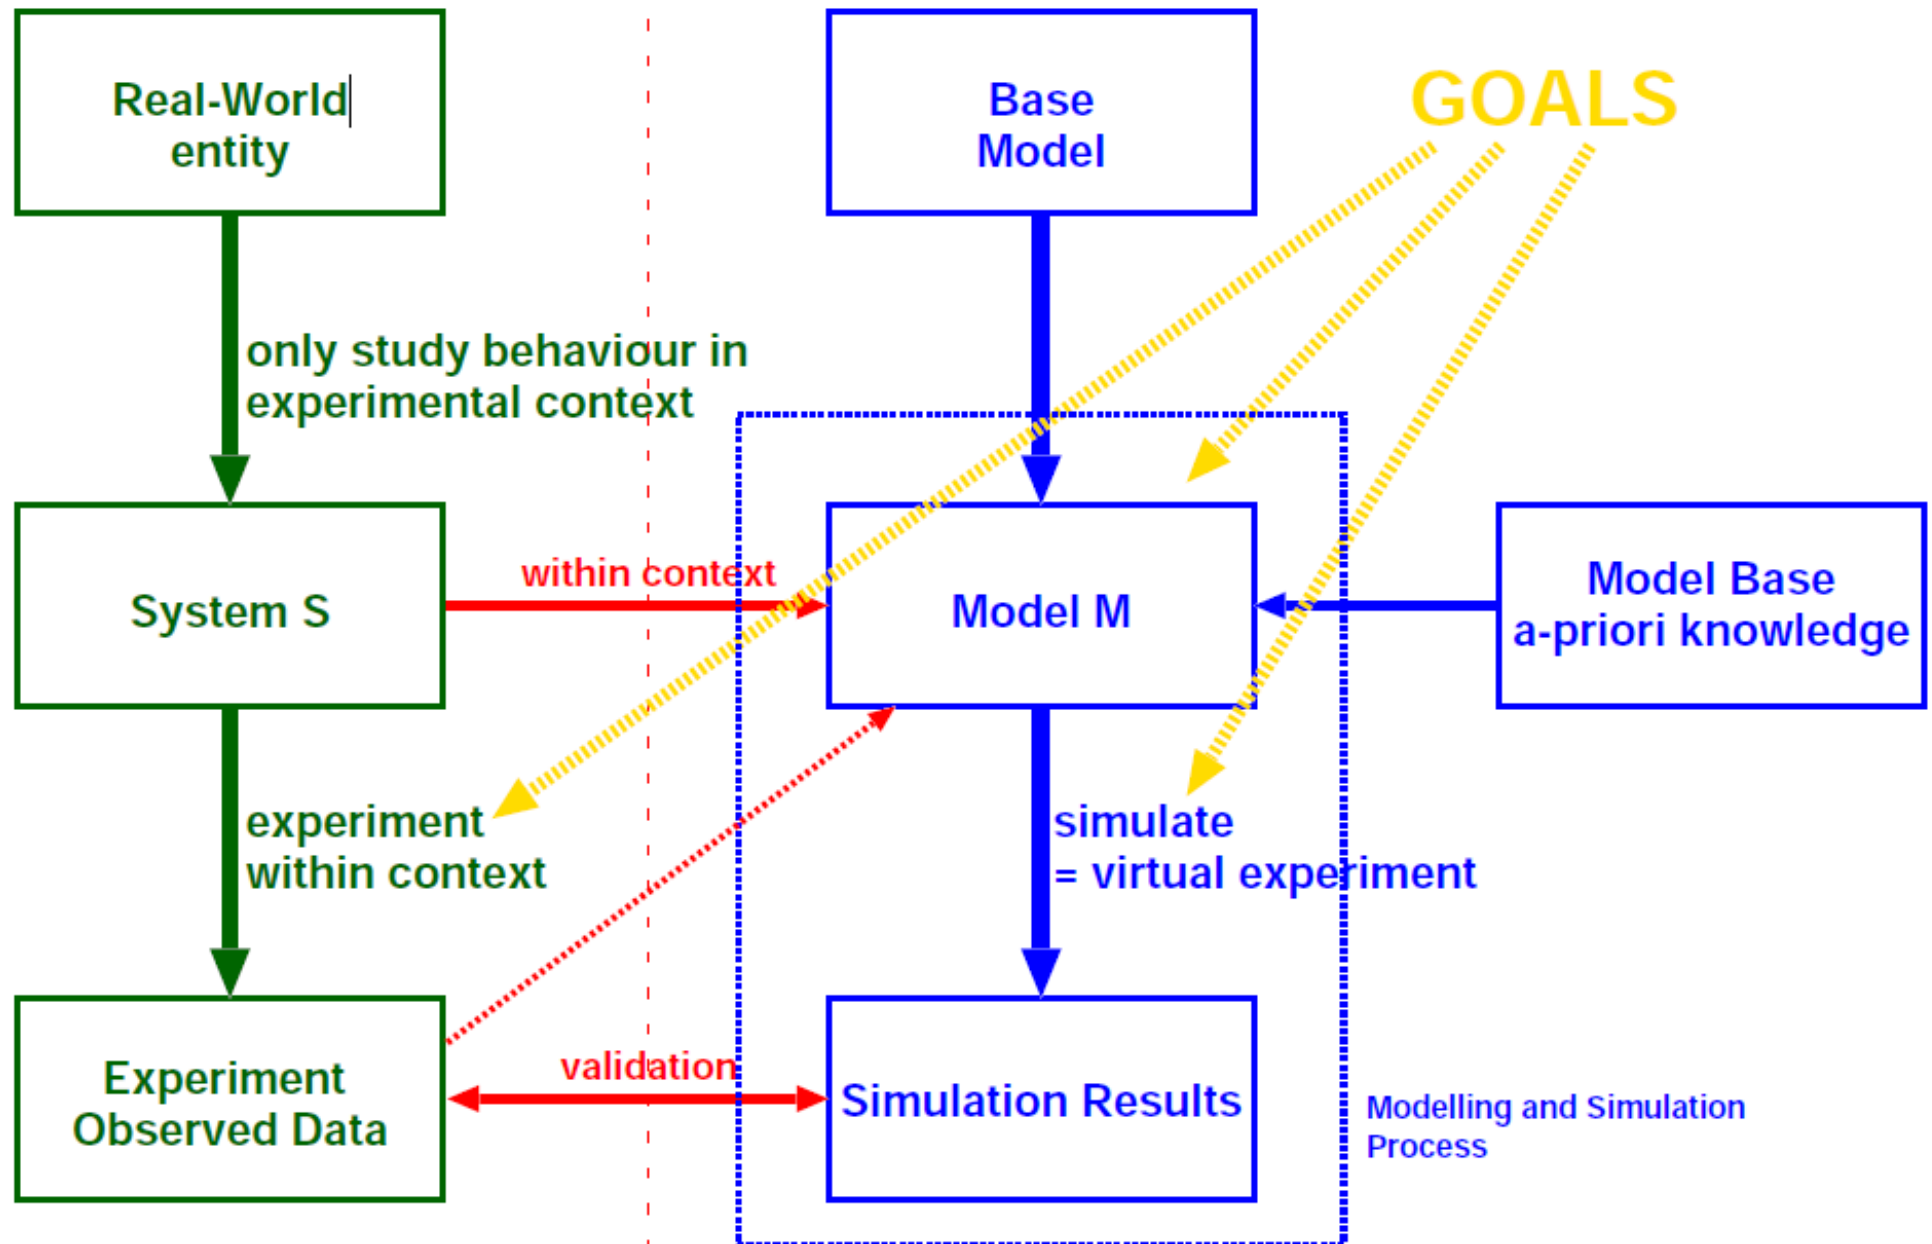 Real-World
entity
Base
Model
GOALS
only study behaviour in
experimental context
System S
within context
Model M
Model Base
a-priori knowledge
experiment
within context
simulate
= virtual experiment
Experiment
Observed Data
validation
Simulation Results
Modelling and Simulation
Process